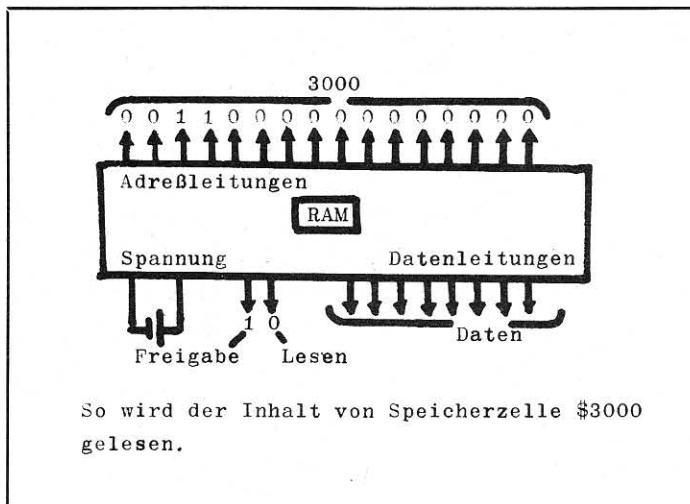 3000
0 0 1 1 0 0 0 0 0 0 0 0 0 0 0 0
Adreßleitungen
RAM
Spannung Datenleitungen
1 0
Daten
Freigabe Lesen
So wird der Inhalt von Speicherzelle $3000
gelesen.